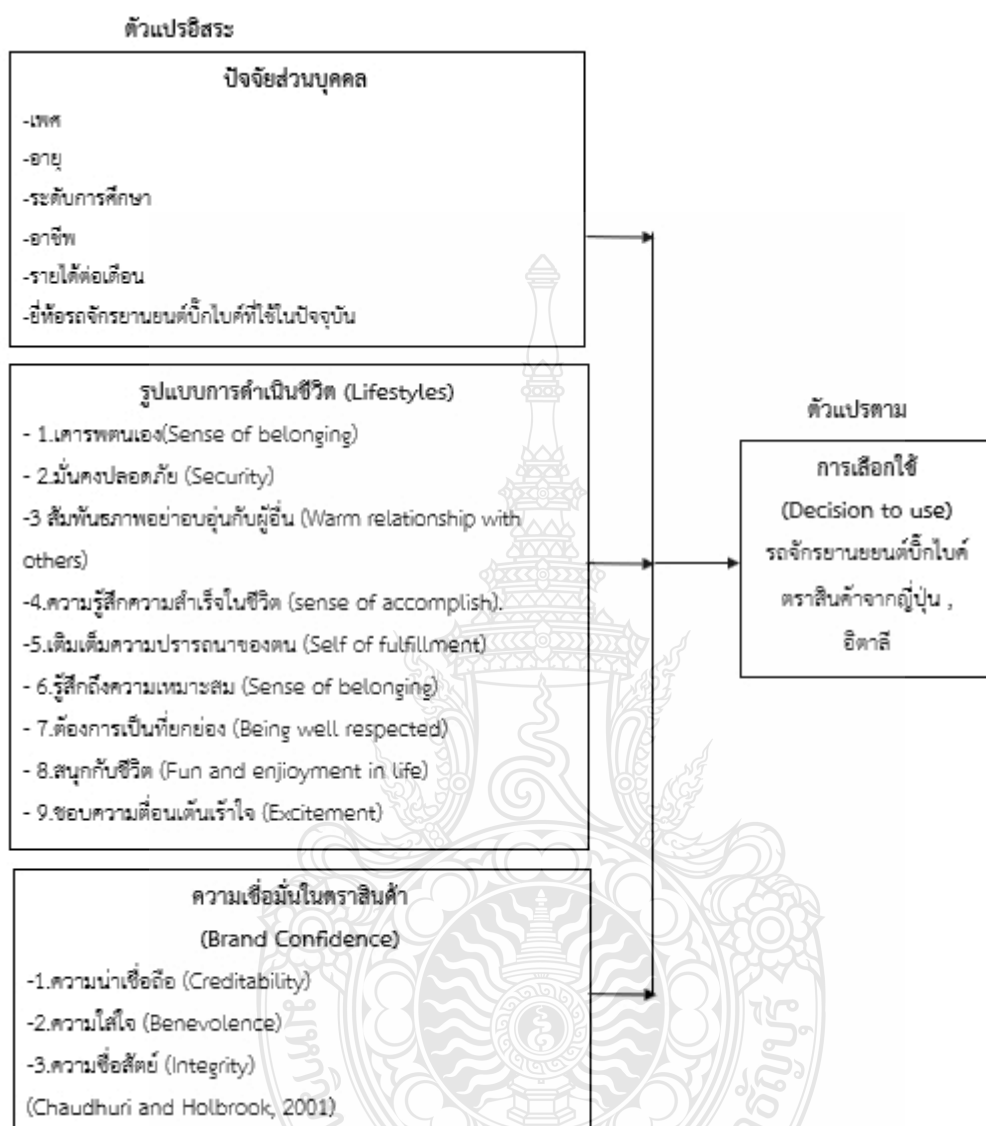 ตัวแปรอิสระ
ปัจจัยส่วนบุคคล
-เพศ
-อายุ
-ระดับการศึกษา
-อาชีพ
-รายได้ต่อเดือน
-ยี่ห้อรถจักรยานยนต์บิ๊กไบค์ที่ใช้ในปัจจุบัน
รูปแบบการดำเนินชีวิต (Lifestyles)
- 1.เคารพตนเอง(Sense of belonging)
- 2.มั่นคงปลอดภัย (Security)
-3 สัมพันธภาพอย่าอบอุ่นกับผู้อื่น (Warm relationship with
others)
-4.ความรู้สึกความสำเร็จในชีวิต (sense of accomplish).
-5.เติมเต็มความปรารถนาของตน (Self of fulfillment)
- 6.รู้สึกถึงความเหมาะสม (Sense of belonging)
- 7.ต้องการเป็นที่ยกย่อง (Being well respected)
- 8.สนุกกับชีวิต (Fun and enjioyment in life)
- 9.ชอบความตื่อนเต้นเร้าใจ (Excitement)
ความเชื่อมั่นในตราสินค้า
(Brand Confidence)
-1.ความน่าเชื่อถือ (Creditability)
-2.ความใส่ใจ (Benevolence)
-3.ความซื่อสัตย์ (Integrity)
(Chaudhuri and Holbrook, 2001)
ตัวแปรตาม
การเลือกใช้
(Decision to use)
รถจักรยานยยนต์บิ๊กไบค์
ตราสินค้าจากญี่ปุ่น ,
อิตาลี